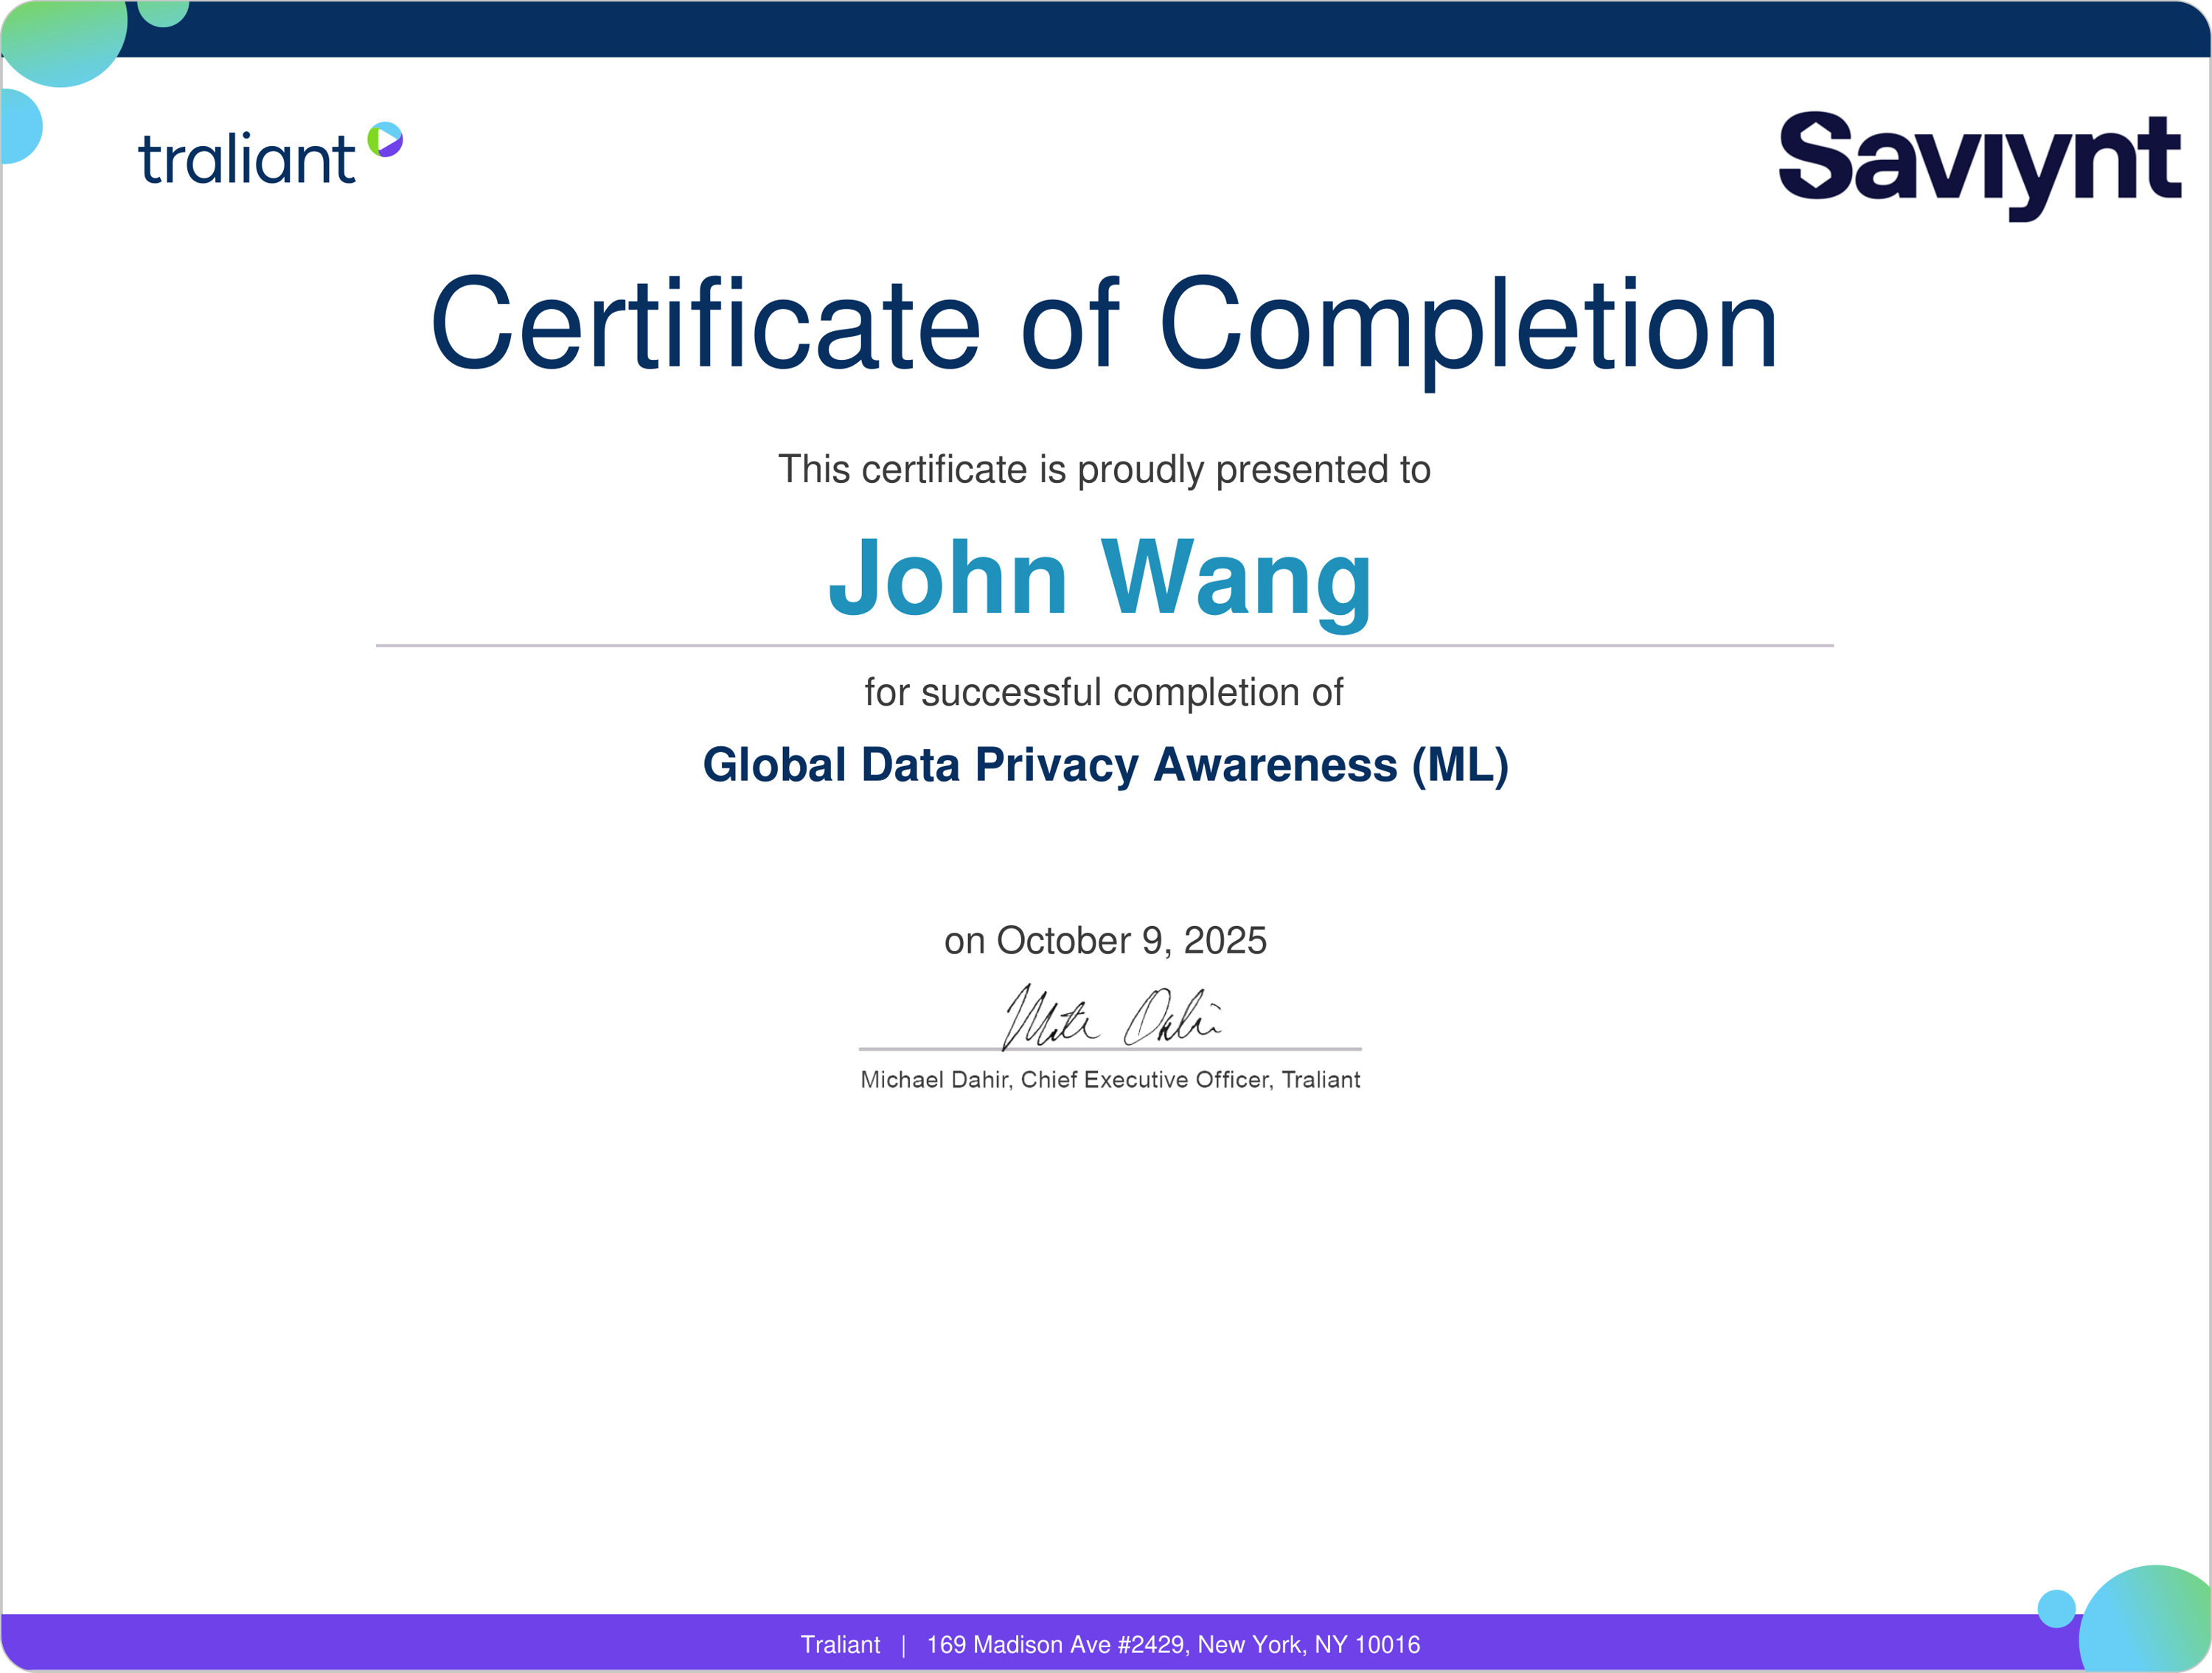 traliant
Saviynt
Certificate of Completion
This certificate is proudly presented to
John Wang
for successful completion of
Global Data Privacy Awareness (ML)
on October 9, 2025
Michael Dahir, Chief Executive Officer, Traliant
Traliant | 169 Madison Ave #2429, New York, NY 10016